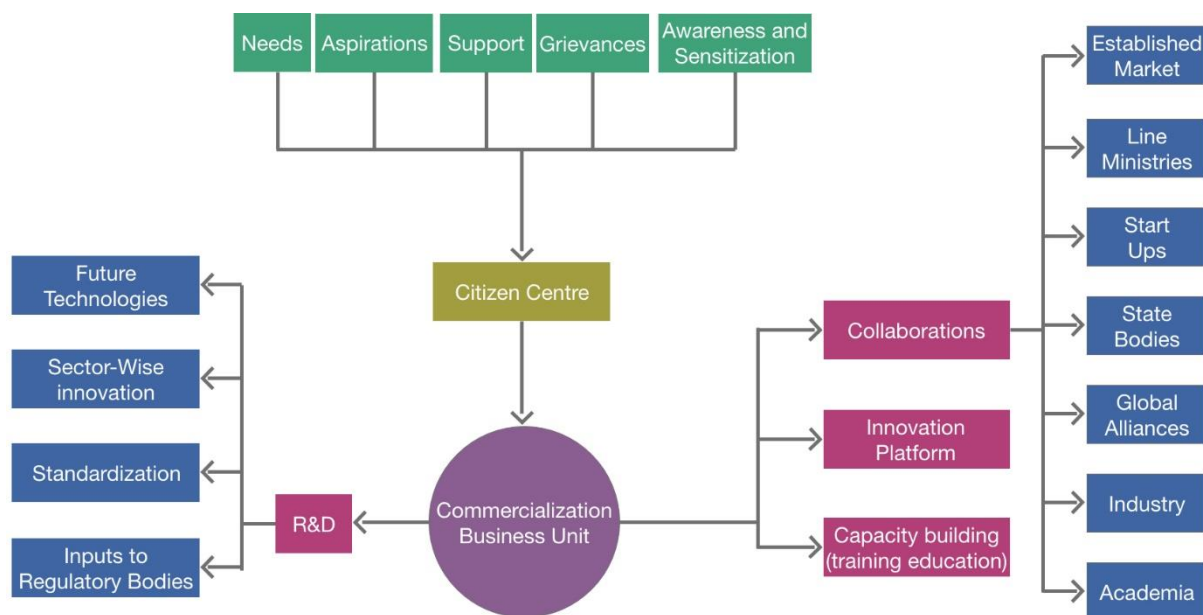 Needs
Aspirations
Support
Grievances
Awareness and
Sensitization
Established
Market
Line
Ministries
Start
Ups
State
Bodies
Global
Alliances
Industry
Academia
Citizen Centre
Future
Technologies
Sector-Wise
innovation
Standardization
Inputs to
Regulatory Bodies
R&D
Commercialization
Business Unit
Collaborations
Innovation
Platform
Capacity building
(training education)